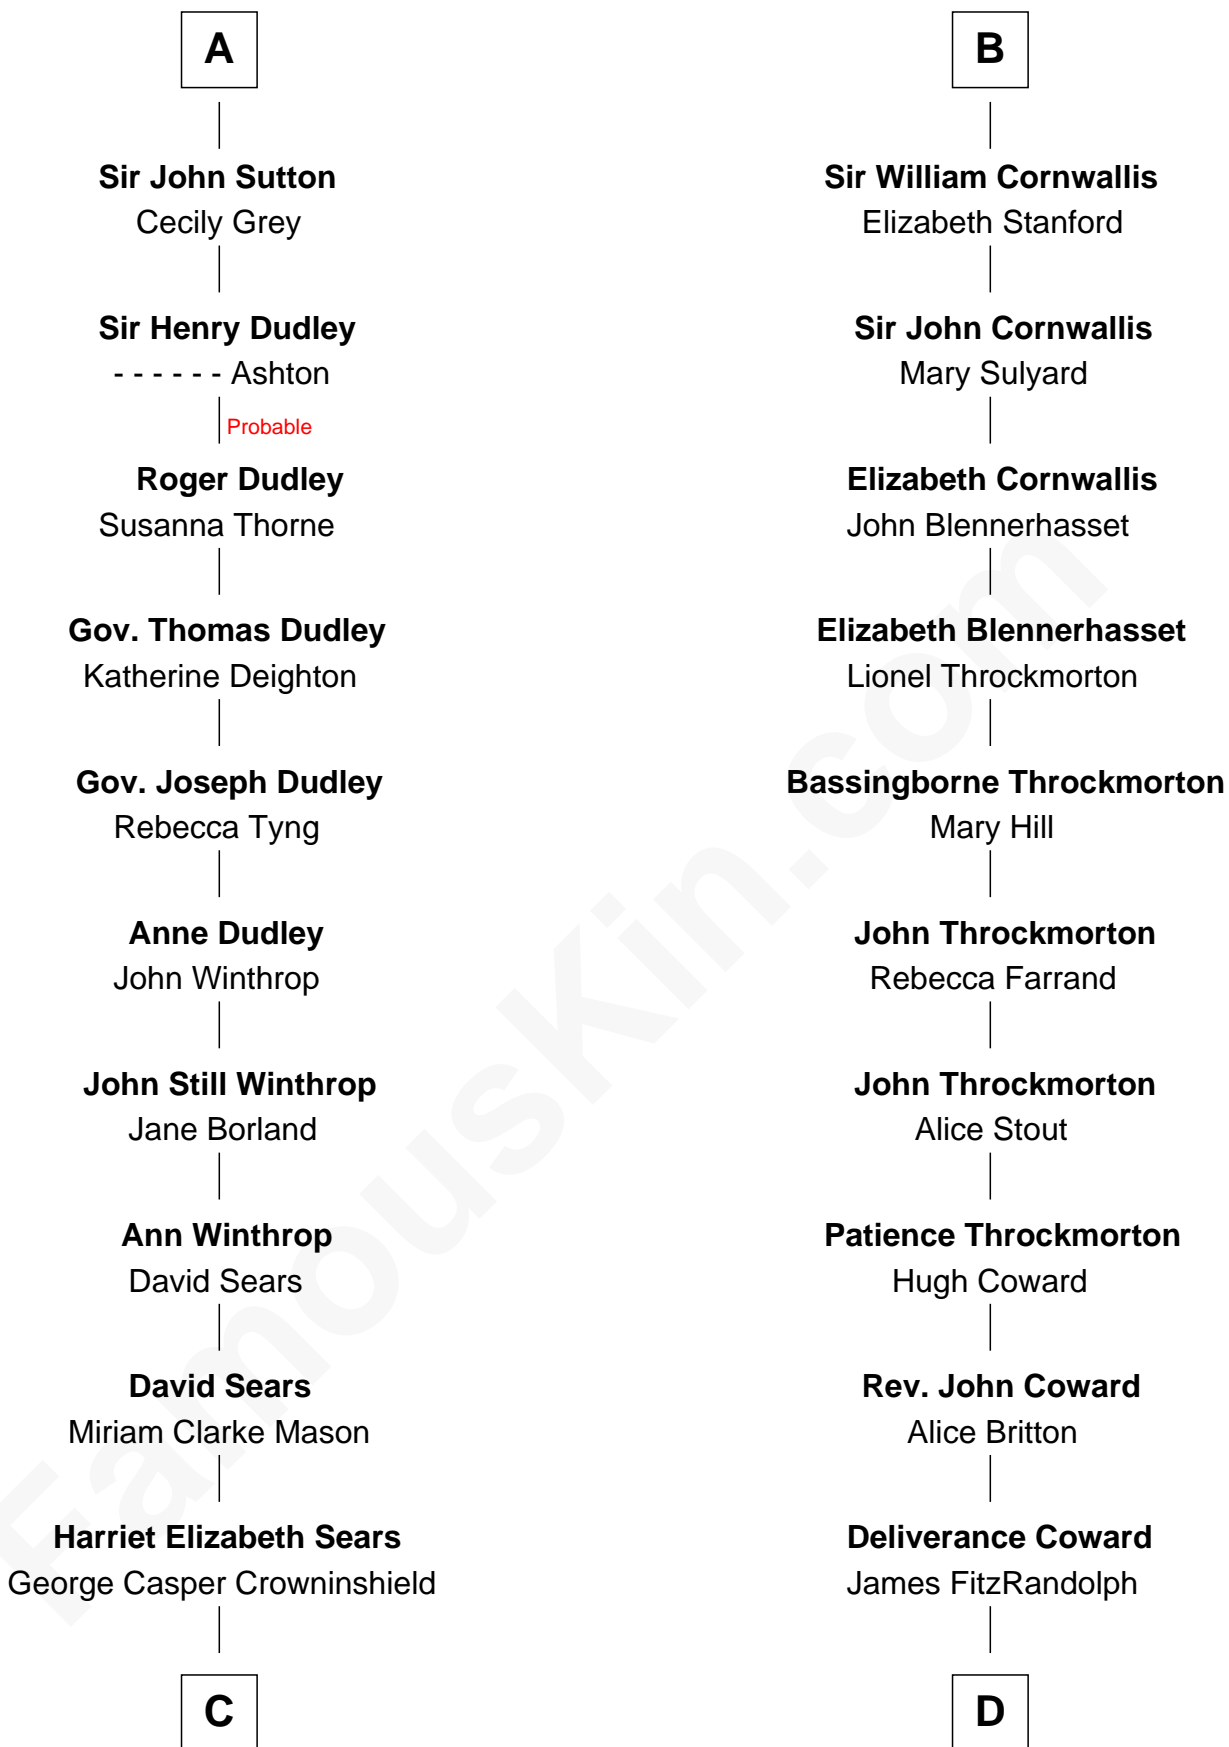 A
Sir John Sutton
Cecily Grey
Sir Henry Dudley
- - - - - - Ashton
Probable
Roger Dudley
Susanna Thorne
Gov. Thomas Dudley
Katherine Deighton
Gov. Joseph Dudley
Rebecca Tyng
Anne Dudley
John Winthrop
John Still Winthrop
Jane Borland
Ann Winthrop
David Sears
David Sears
Miriam Clarke Mason
Harriet Elizabeth Sears
George Casper Crowninshield
C
B
Sir William Cornwallis
Elizabeth Stanford
Sir John Cornwallis
Mary Sulyard
Elizabeth Cornwallis
John Blennerhasset
Elizabeth Blennerhasset
Lionel Throckmorton
Bassingborne Throckmorton
Mary Hill
John Throckmorton
Rebecca Farrand
John Throckmorton
Alice Stout
Patience Throckmorton
Hugh Coward
Rev. John Coward
Alice Britton
Deliverance Coward
James FitzRandolph
D
FamousKin.com